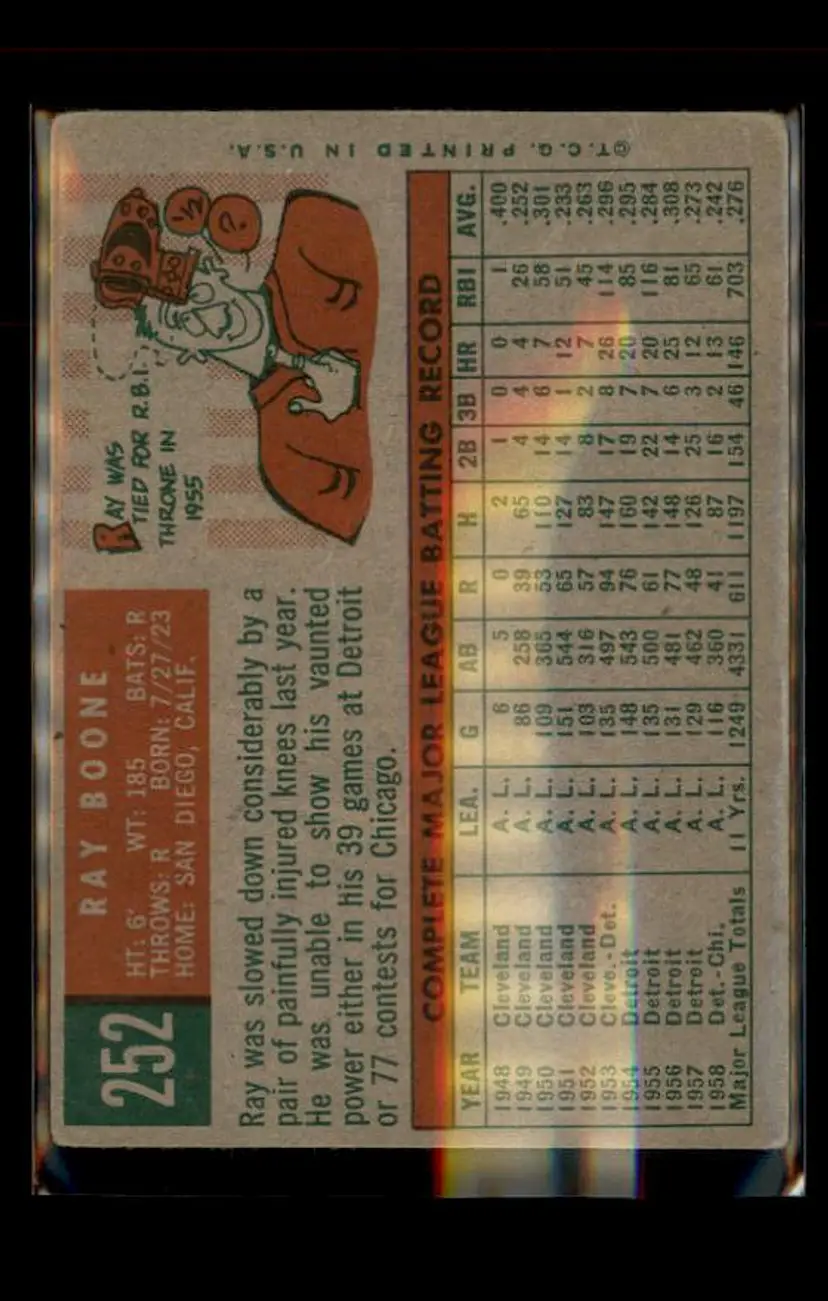 252
RAY BOONE
HT: 6' WT: 185 BATS: R
THROWS: R BORN: 7/27/23
HOME: SAN DIEGO, CALIF.
RAY WAS
TIED FOR R.B.I.
THRONE IN
1955
1/2
?
Ray was slowed down considerably by a
pair of painfully injured knees last year.
He was unable to show his vaunted
power either in his 39 games at Detroit
or 77 contests for Chicago.
COMPLETE MAJOR LEAGUE BATTING RECORD
YEAR TEAM LEA. G AB R H 2B 3B HR RBI AVG.
1948 Cleveland A. L. 6 5 0 2 1 0 0 1 .400
1949 Cleveland A. L. 86 258 39 65 4 4 4 26 .252
1950 Cleveland A. L. 109 365 53 110 14 6 7 58 .301
1951 Cleveland A. L. 151 544 65 127 14 1 12 51 .233
1952 Cleveland A. L. 103 316 57 83 8 2 7 45 .263
1953 Cleve.-Det. A. L. 135 497 94 147 17 8 26 114 .296
1954 Detroit A. L. 148 543 76 160 19 7 20 85 .295
1955 Detroit A. L. 135 500 61 142 22 7 20 116 .284
1956 Detroit A. L. 131 481 77 148 14 6 25 81 .308
1957 Detroit A. L. 129 462 48 126 25 3 12 65 .273
1958 Det.-Chi. A. L. 116 360 41 87 16 2 13 61 .242
Major League Totals 11 Yrs. 1249 4331 611 1197 154 46 146 703 .276
©T.C.G. PRINTED IN U.S.A.